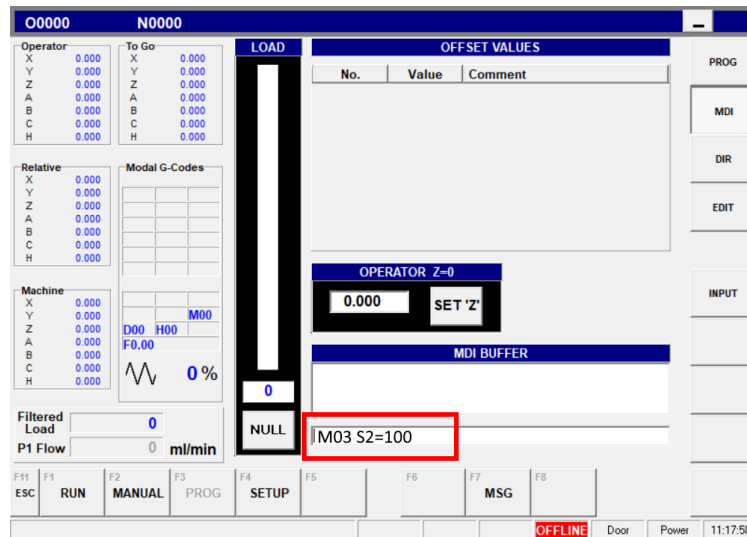 O0000 N0000
Operator
X 0.000
Y 0.000
Z 0.000
A 0.000
B 0.000
C 0.000
H 0.000
To Go
X 0.000
Y 0.000
Z 0.000
A 0.000
B 0.000
C 0.000
H 0.000
Relative
X 0.000
Y 0.000
Z 0.000
A 0.000
B 0.000
C 0.000
H 0.000
Modal G-Codes
M00
D00 H00
F0.00
0 %
Machine
X 0.000
Y 0.000
Z 0.000
A 0.000
B 0.000
C 0.000
H 0.000
Filtered Load 0
P1 Flow 0 ml/min
LOAD
0
NULL
OFFSET VALUES
No. Value Comment
OPERATOR Z=0
0.000 SET 'Z'
MDI BUFFER
M03 S2=100
PROG
MDI
DIR
EDIT
INPUT
F11 F1 F2 F3 F4 F5 F6 F7 F8
ESC RUN MANUAL PROG SETUP MSG
OFFLINE Door Power 11:17:58